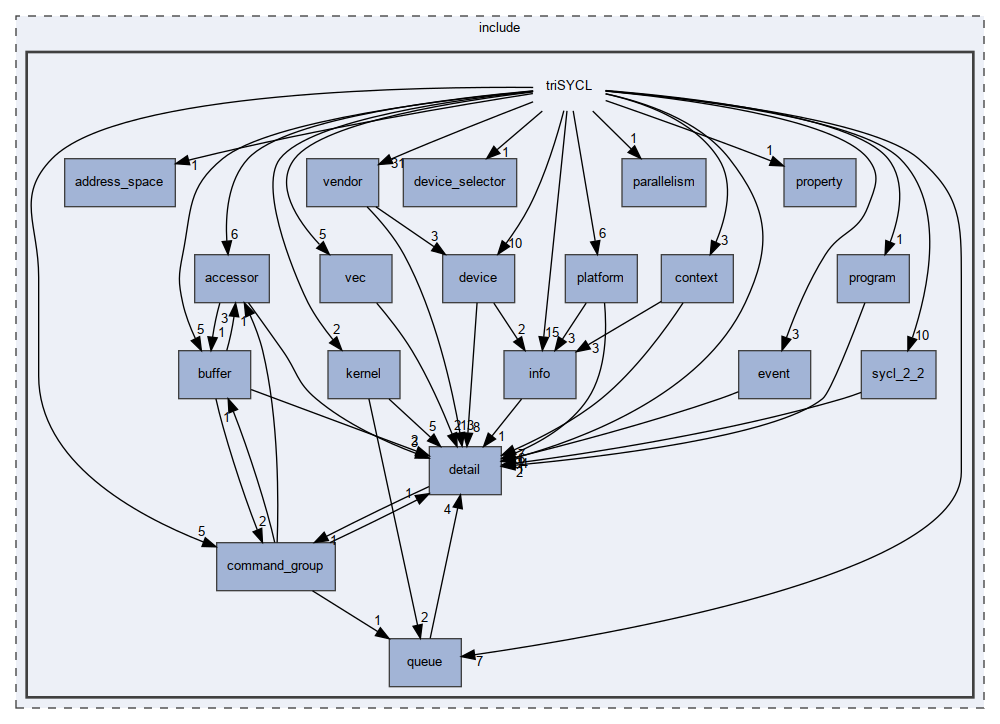 include
triSYCL
1
31
1
1
1
address_space
vendor
device_selector
parallelism
property
6
5
3
10
6
3
1
accessor
vec
device
platform
context
program
5
1
3
1
2
2
15
3
3
3
10
buffer
kernel
info
event
sycl_2_2
1
5
8
1
detail
2
1
4
5
2
1
command_group
1
2
7
queue